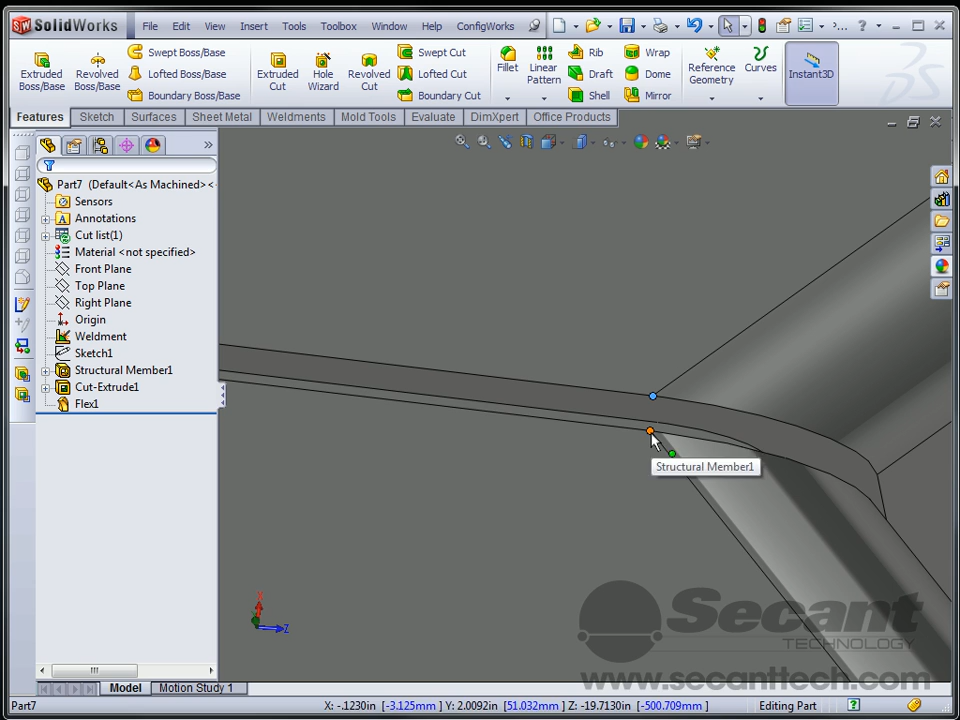 SolidWorks File Edit View Insert Tools Toolbox Window Help ConfigWorks ?
Extruded Boss/Base
Revolved Boss/Base
Swept Boss/Base
Lofted Boss/Base
Boundary Boss/Base
Extruded Cut
Hole Wizard
Revolved Cut
Swept Cut
Lofted Cut
Boundary Cut
Fillet
Linear Pattern
Rib
Draft
Shell
Wrap
Dome
Mirror
Reference Geometry
Curves
Instant3D
Features Sketch Surfaces Sheet Metal Weldments Mold Tools Evaluate DimXpert Office Products
Part7 (Default<As Machined><
Sensors
Annotations
Cut list(1)
Material <not specified>
Front Plane
Top Plane
Right Plane
Origin
Weldment
Sketch1
Structural Member1
Cut-Extrude1
Flex1
Structural Member1
X
Z
Secant
TECHNOLOGY
www.secanttech.com
Model Motion Study 1
Part7 X: -.1230in [-3.125mm ] Y: 2.0092in [51.032mm ] Z: -19.7130in [-500.709mm ] Editing Part ?